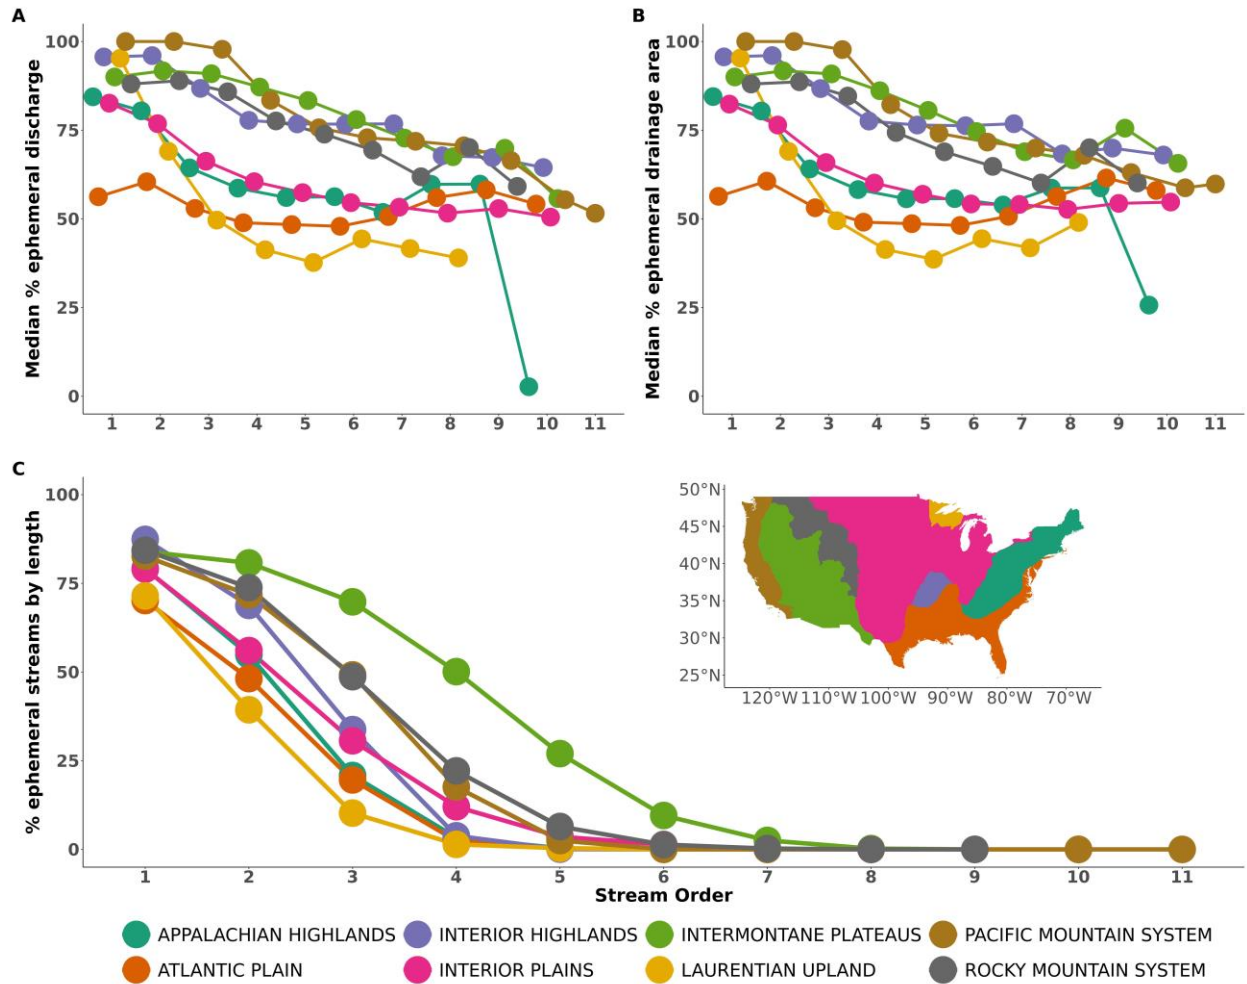 A
B
Median % ephemeral discharge
100
75
50
25
0
1 2 3 4 5 6 7 8 9 10 11
Median % ephemeral drainage area
100
75
50
25
0
1 2 3 4 5 6 7 8 9 10 11
C
% ephemeral streams by length
100
75
50
25
0
1 2 3 4 5 6 7 8 9 10 11
Stream Order
50°N
45°N
40°N
35°N
30°N
25°N
120°W 110°W 100°W 90°W 80°W 70°W
APPALACHIAN HIGHLANDS INTERIOR HIGHLANDS INTERMONTANE PLATEAUS PACIFIC MOUNTAIN SYSTEM
ATLANTIC PLAIN INTERIOR PLAINS LAURENTIAN UPLAND ROCKY MOUNTAIN SYSTEM